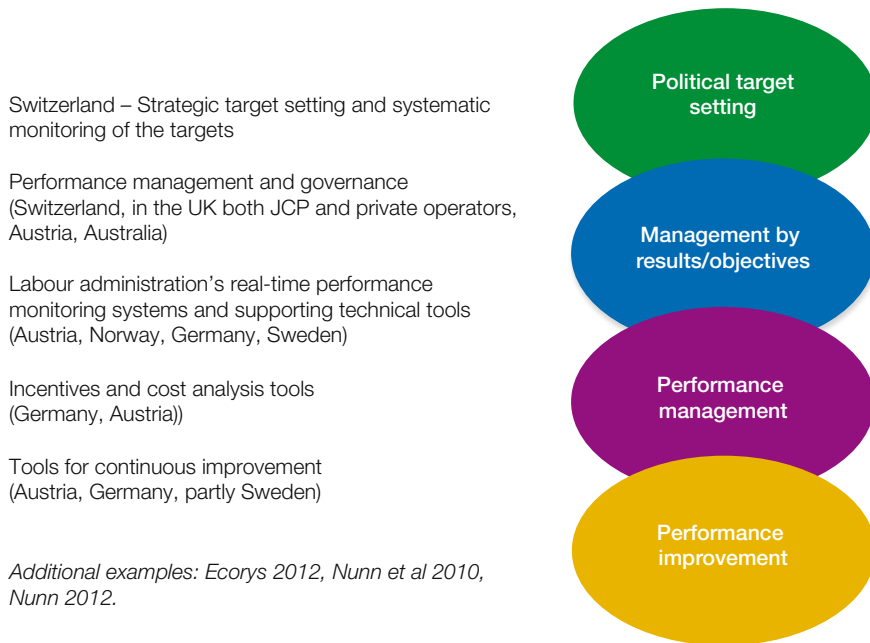 Switzerland – Strategic target setting and systematic
monitoring of the targets
Performance management and governance
(Switzerland, in the UK both JCP and private operators,
Austria, Australia)
Labour administration's real-time performance
monitoring systems and supporting technical tools
(Austria, Norway, Germany, Sweden)
Incentives and cost analysis tools
(Germany, Austria))
Tools for continuous improvement
(Austria, Germany, partly Sweden)
Additional examples: Ecorys 2012, Nunn et al 2010,
Nunn 2012.
Political target
setting
Management by
results/objectives
Performance
management
Performance
improvement